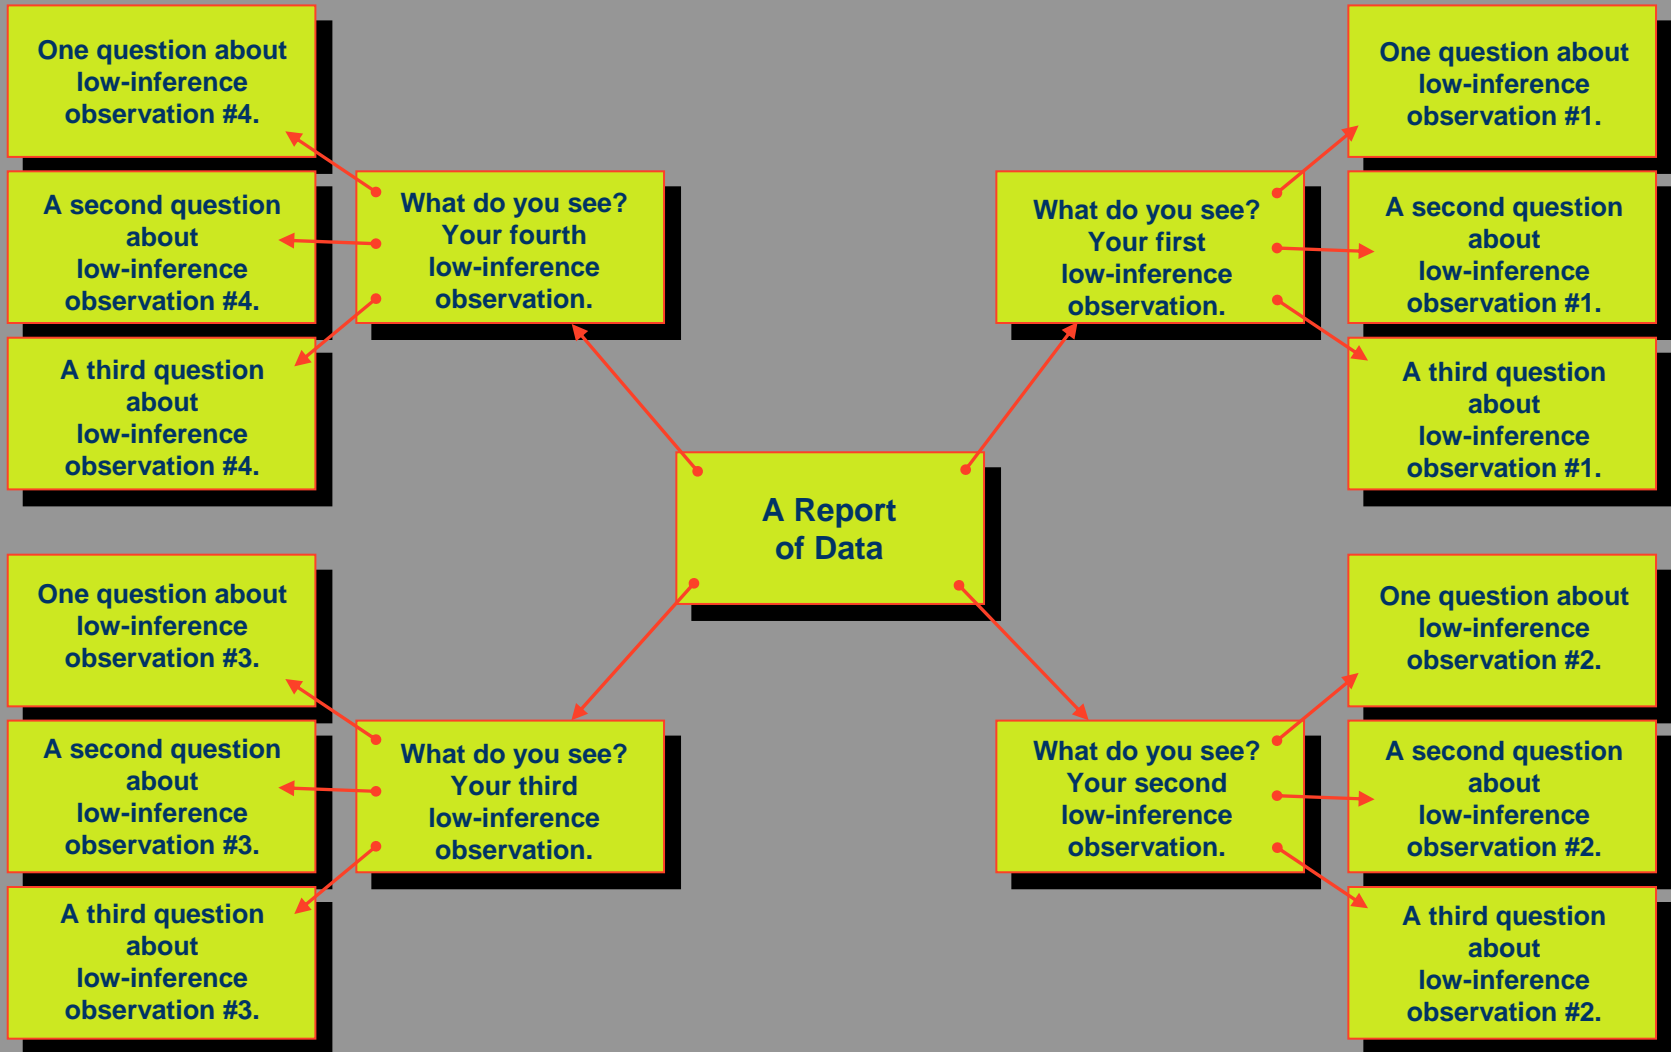 One question about
low-inference
observation #4.
A second question
about
low-inference
observation #4.
A third question
about
low-inference
observation #4.
What do you see?
Your fourth
low-inference
observation.
What do you see?
Your first
low-inference
observation.
One question about
low-inference
observation #1.
A second question
about
low-inference
observation #1.
A third question
about
low-inference
observation #1.
A Report
of Data
One question about
low-inference
observation #3.
A second question
about
low-inference
observation #3.
A third question
about
low-inference
observation #3.
What do you see?
Your third
low-inference
observation.
What do you see?
Your second
low-inference
observation.
One question about
low-inference
observation #2.
A second question
about
low-inference
observation #2.
A third question
about
low-inference
observation #2.